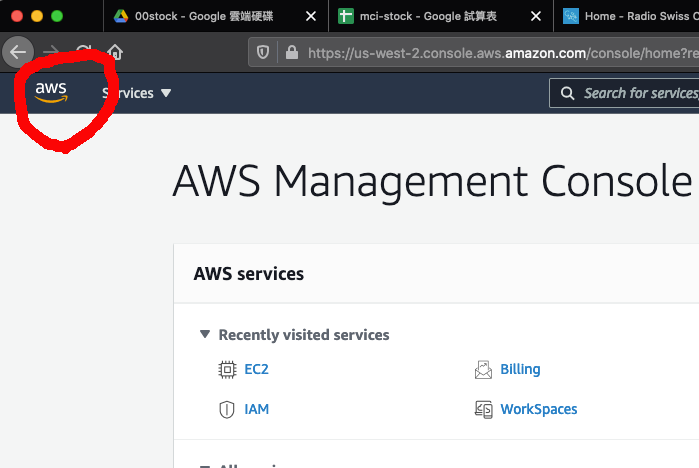 00stock - Google 雲端硬碟
mci-stock - Google 試算表
Home - Radio Swiss C
https://us-west-2.console.aws.amazon.com/console/home?re
aws
Services
Search for services,
AWS Management Console
AWS services
Recently visited services
EC2
Billing
IAM
WorkSpaces